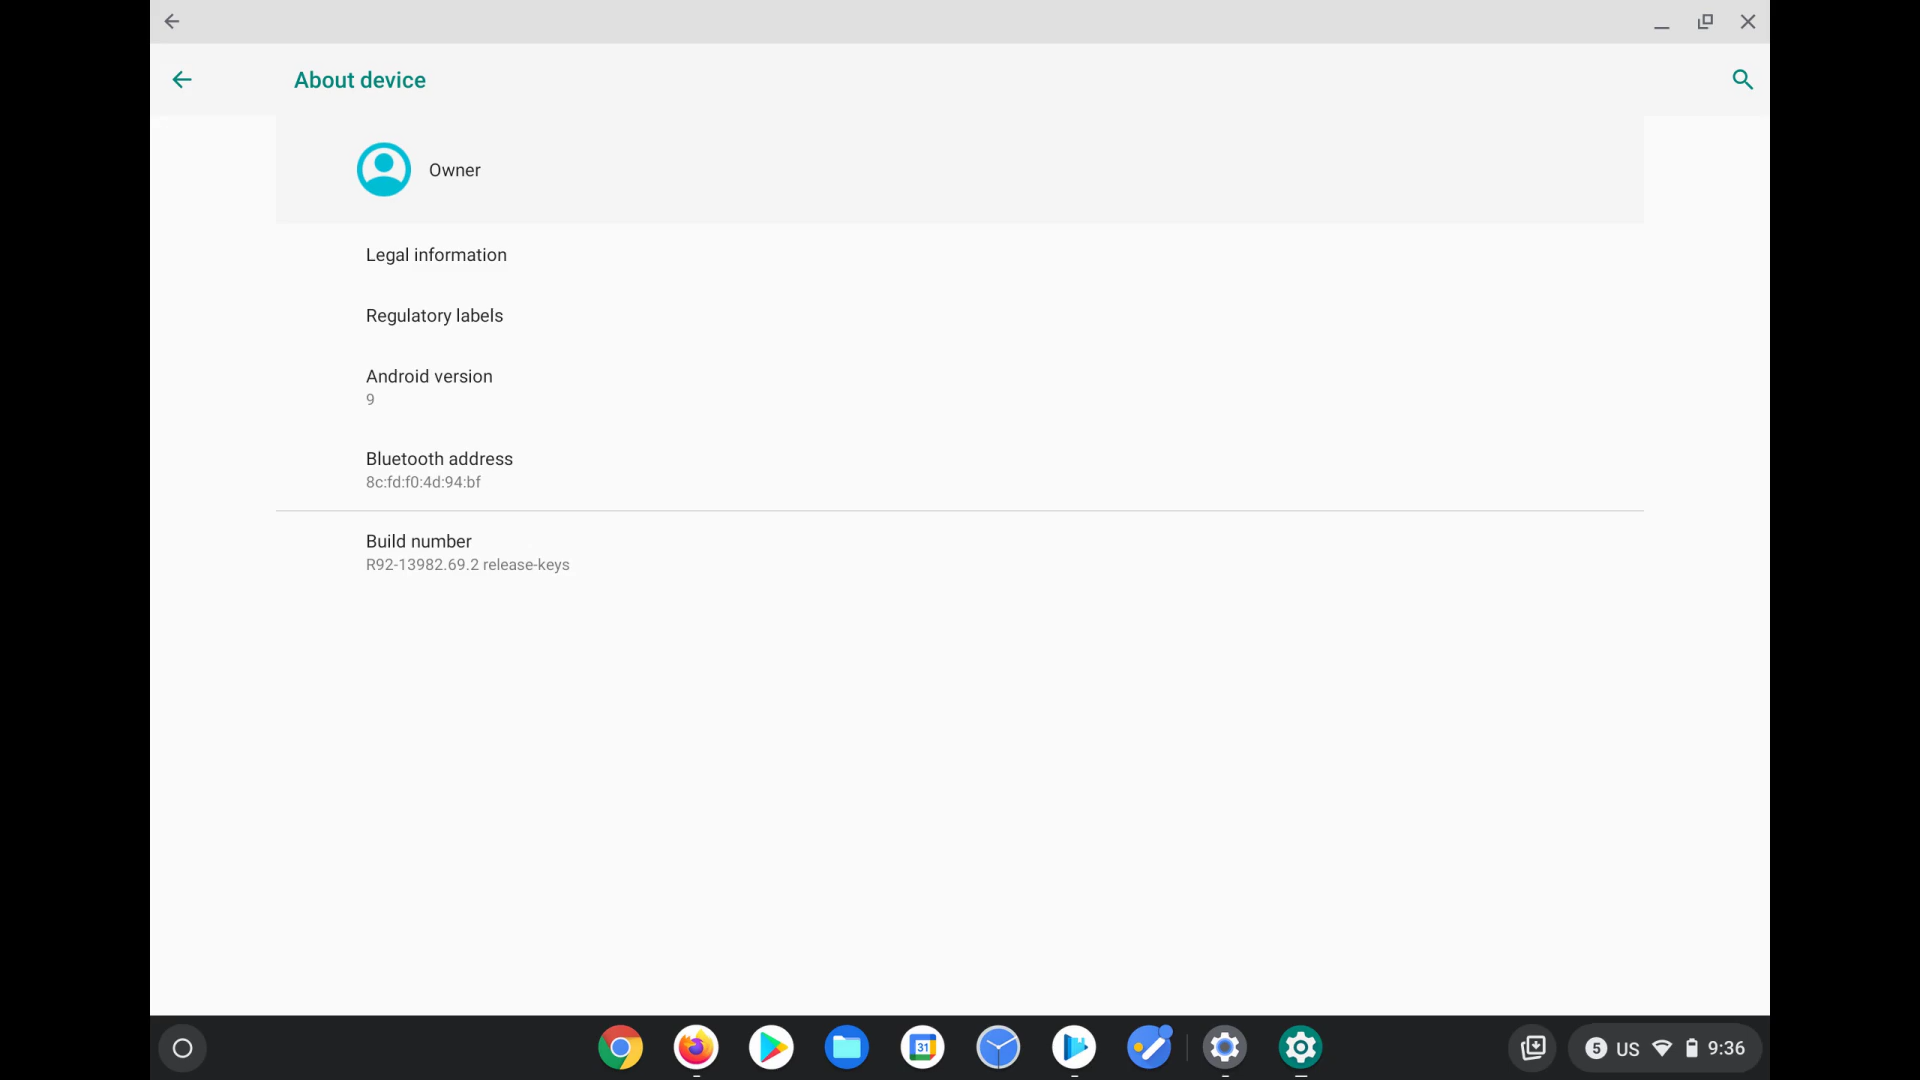 About device
Owner
Legal information
Regulatory labels
Android version
9
Bluetooth address
8c:fd:f0:4d:94:bf
Build number
R92-13982.69.2 release-keys
31
5 US 9:36